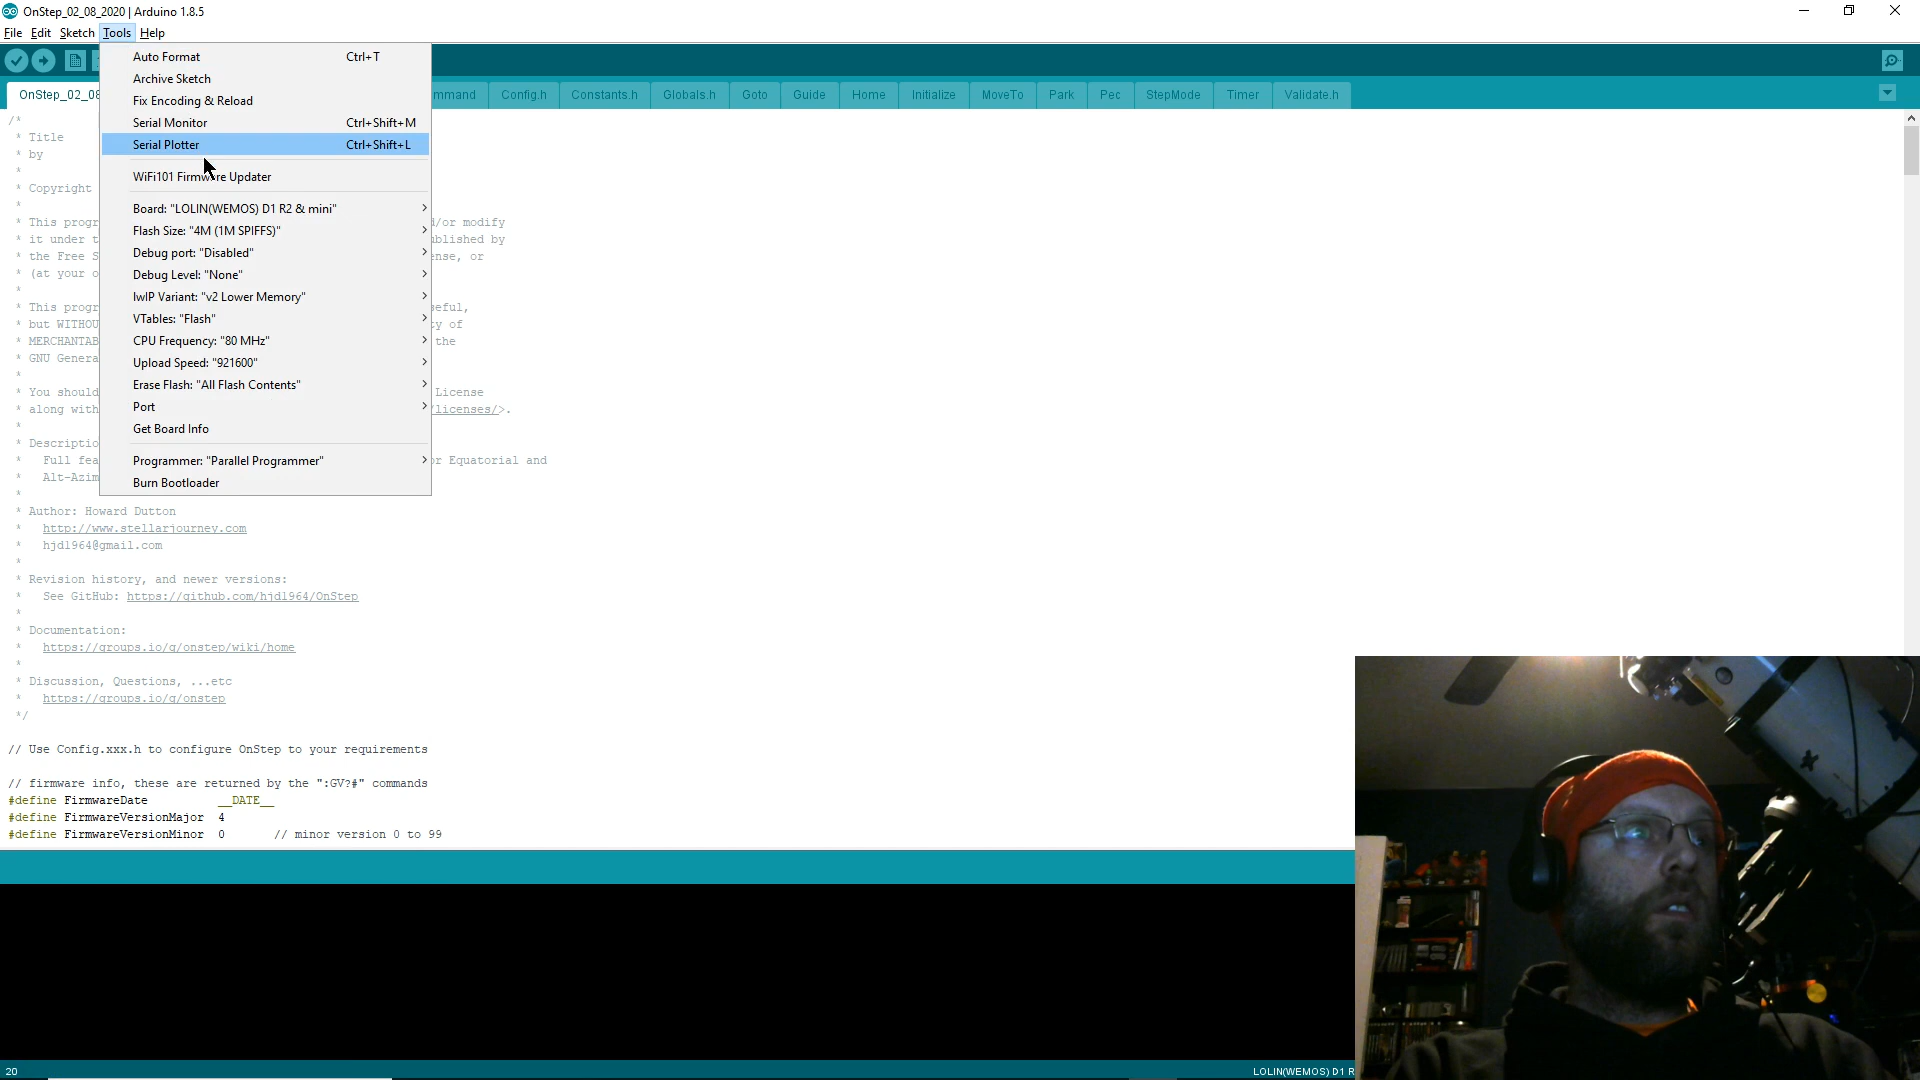 OnStep_02_08_2020 | Arduino 1.8.5
File Edit Sketch Tools Help
OnStep_02_08 mmand Config.h Constants.h Globals.h Goto Guide Home Initialize MoveTo Park Pec StepMode Timer Validate.h
Auto Format Ctrl+T
Archive Sketch
Fix Encoding & Reload
Serial Monitor Ctrl+Shift+M
Serial Plotter Ctrl+Shift+L
WiFi101 Firmware Updater
Board: "LOLIN(WEMOS) D1 R2 & mini"
Flash Size: "4M (1M SPIFFS)"
Debug port: "Disabled"
Debug Level: "None"
IwIP Variant: "v2 Lower Memory"
VTables: "Flash"
CPU Frequency: "80 MHz"
Upload Speed: "921600"
Erase Flash: "All Flash Contents"
Port
Get Board Info
Programmer: "Parallel Programmer"
Burn Bootloader
/*
* Title
* by
*
* Copyright
*
* This progr d/or modify
* it under t ublished by
* the Free S ense, or
* (at your o
*
* This progr seful,
* but WITHOU ty of
* MERCHANTAB the
* GNU Genera
*
* You should License
* along with /licenses/>.
*
* Descriptio
* Full fea or Equatorial and
* Alt-Azim
*
* Author: Howard Dutton
* http://www.stellarjourney.com
* hjd1964@gmail.com
*
* Revision history, and newer versions:
* See GitHub: https://github.com/hjd1964/OnStep
*
* Documentation:
* https://groups.io/g/onstep/wiki/home
*
* Discussion, Questions, ...etc
* https://groups.io/g/onstep
*/
// Use Config.xxx.h to configure OnStep to your requirements
// firmware info, these are returned by the ":GV?#" commands
#define FirmwareDate __DATE__
#define FirmwareVersionMajor 4
#define FirmwareVersionMinor 0 // minor version 0 to 99
20 LOLIN(WEMOS) D1 R